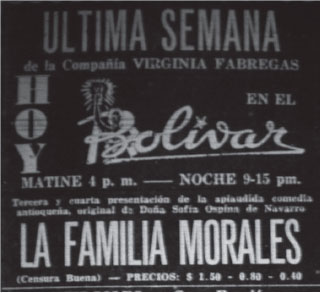 ULTIMA SEMANA
de la Compañía VIRGINIA FABREGAS
HOY
EN EL
Bolivar
MATINE 4 p. m. — NOCHE 9-15 pm.
Tercera y cuarta presentación de la aplaudida comedia
antioqueña, original de Doña Sofía Ospina de Navarro
LA FAMILIA MORALES
(Censura Buena) — PRECIOS: $ 1.50 - 0.80 - 0.40